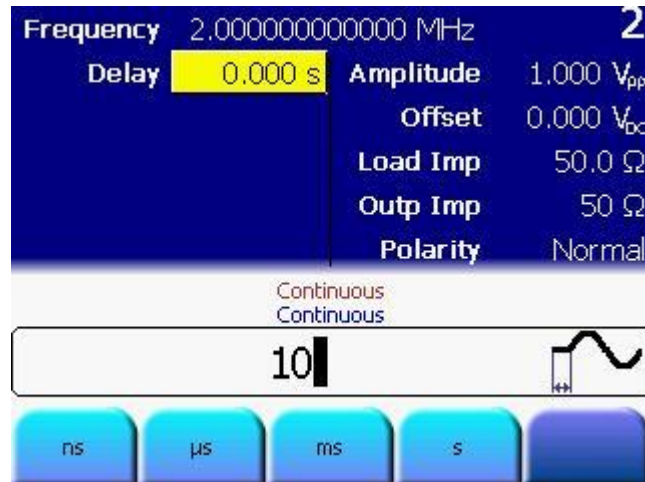 Frequency 2.000000000000 MHz 2
Delay 0.000 s Amplitude 1.000 Vpp
Offset 0.000 VDC
Load Imp 50.0 Ω
Outp Imp 50 Ω
Polarity Normal
Continuous
Continuous
10
ns µs ms s